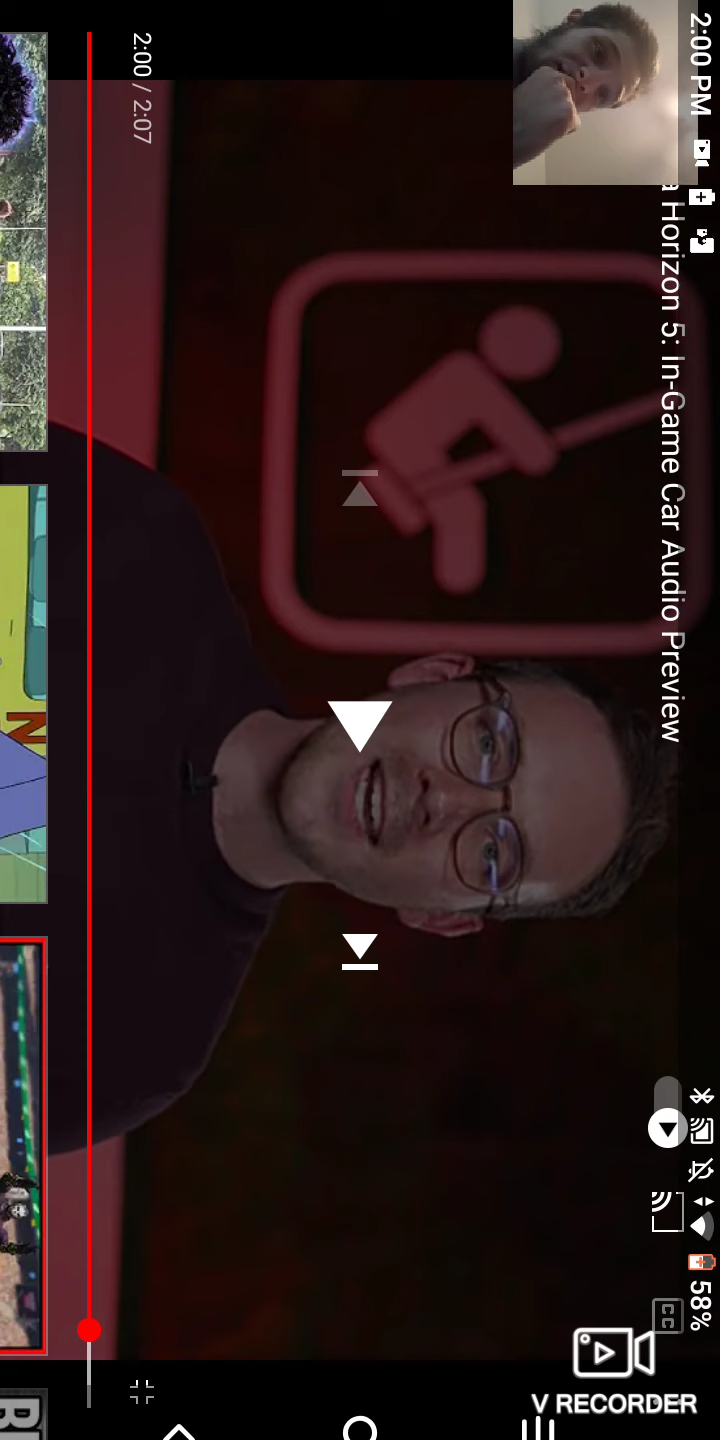 2:00 PM
58%
a Horizon 5: In-Game Car Audio Preview
CC
2:00 / 2:07
V RECORDER
N